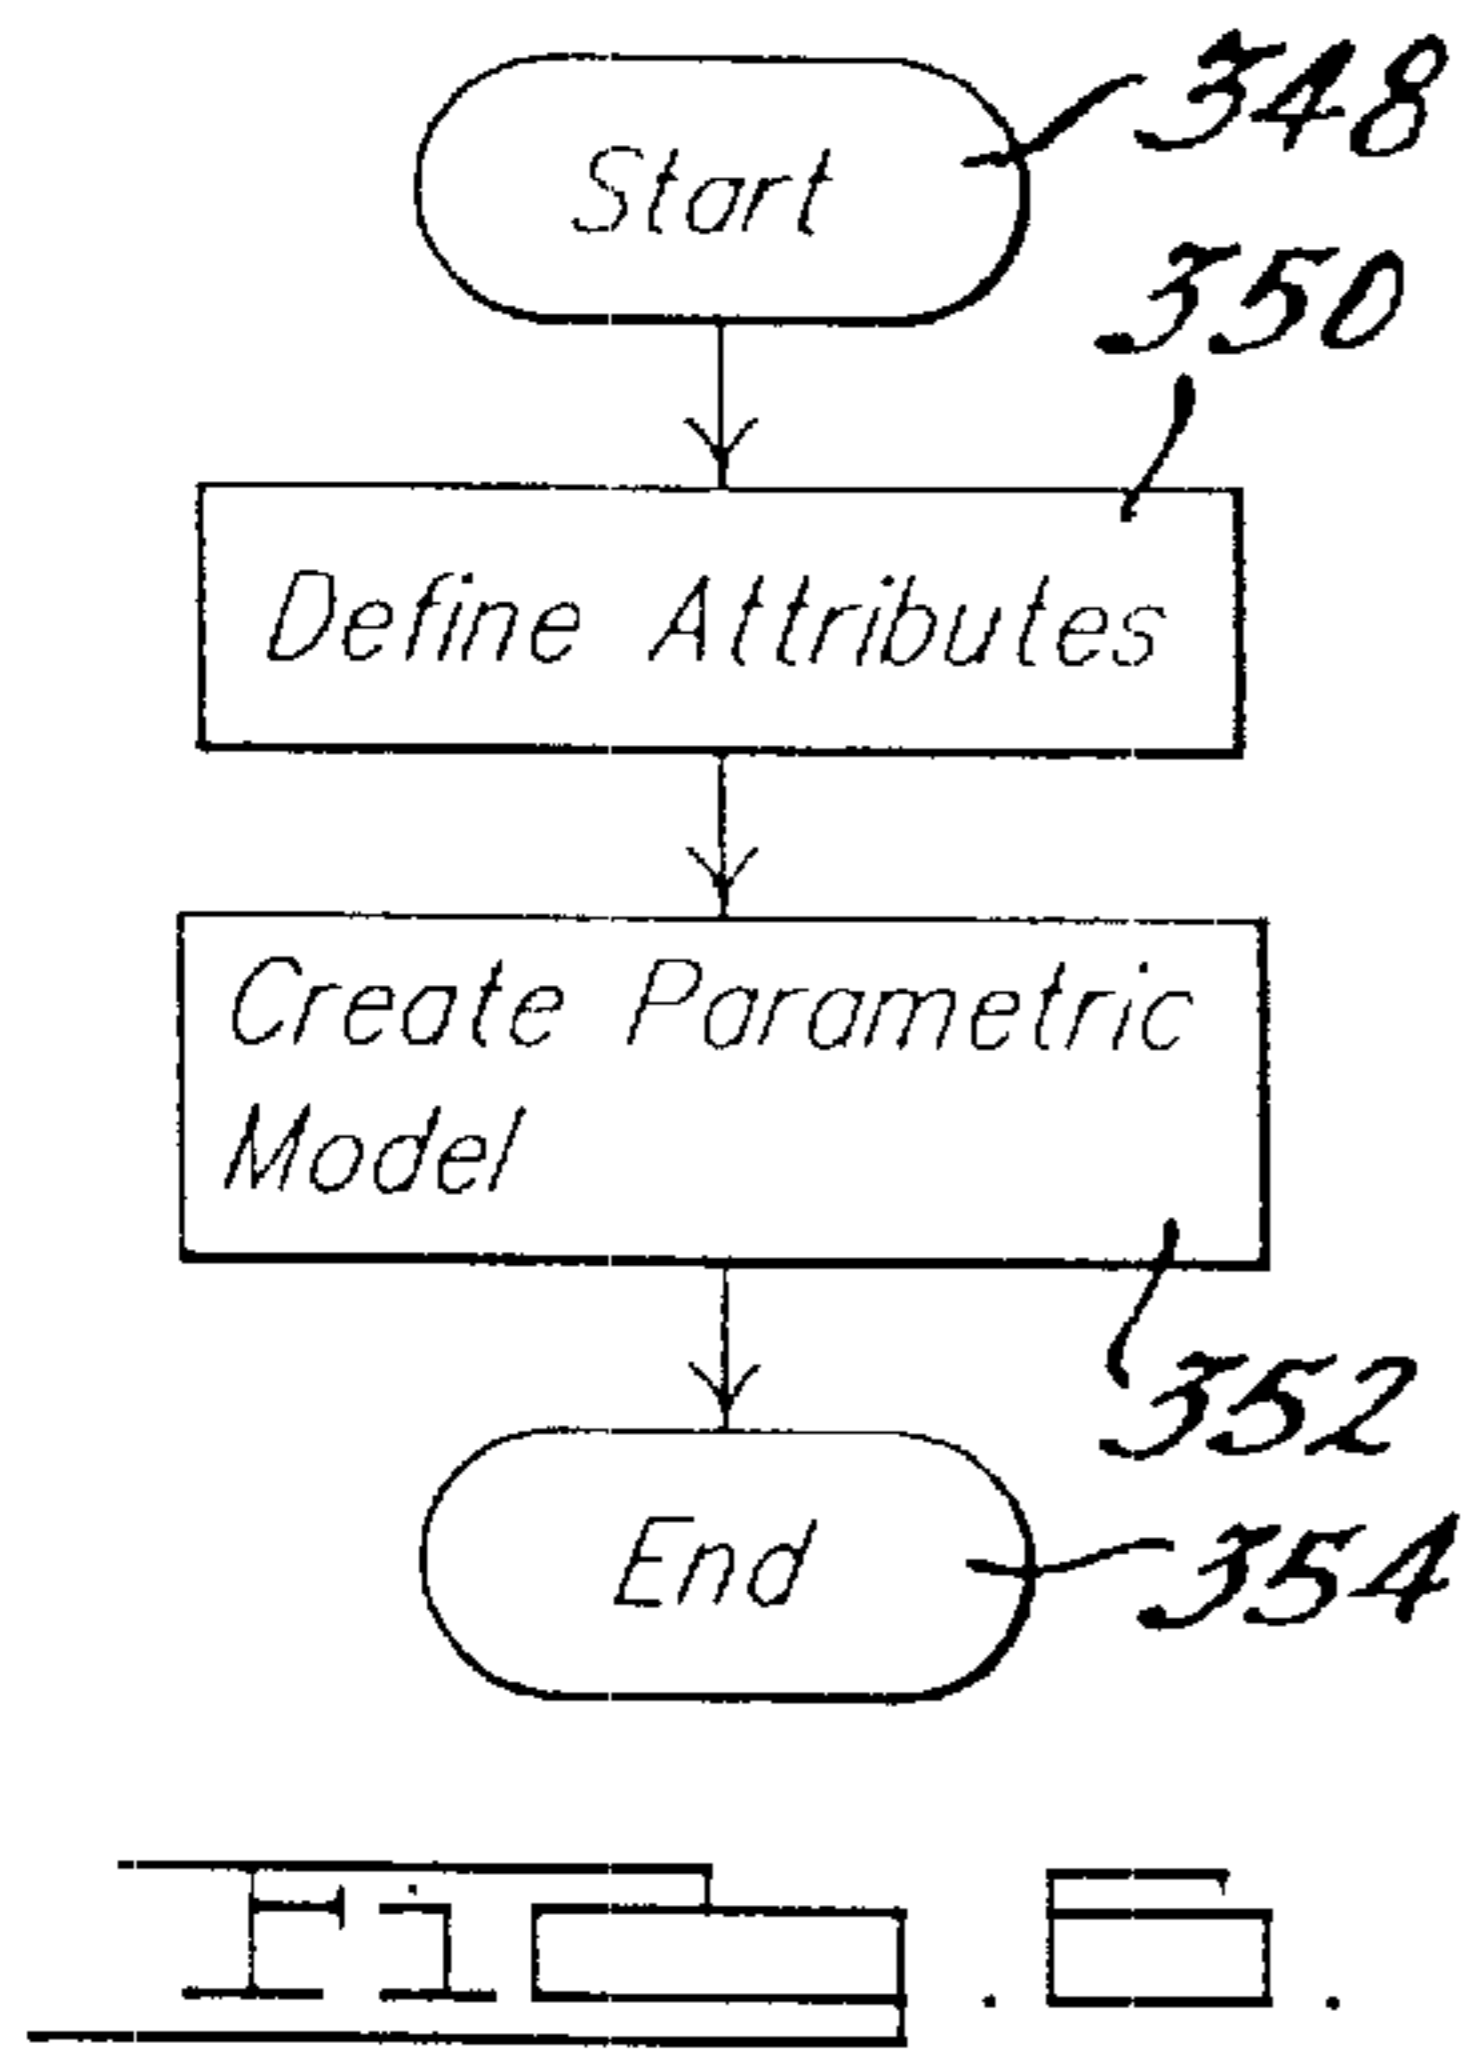 Start
348
350
Define Attributes
Create Parametric
Model
352
End
354
Fig. 6.